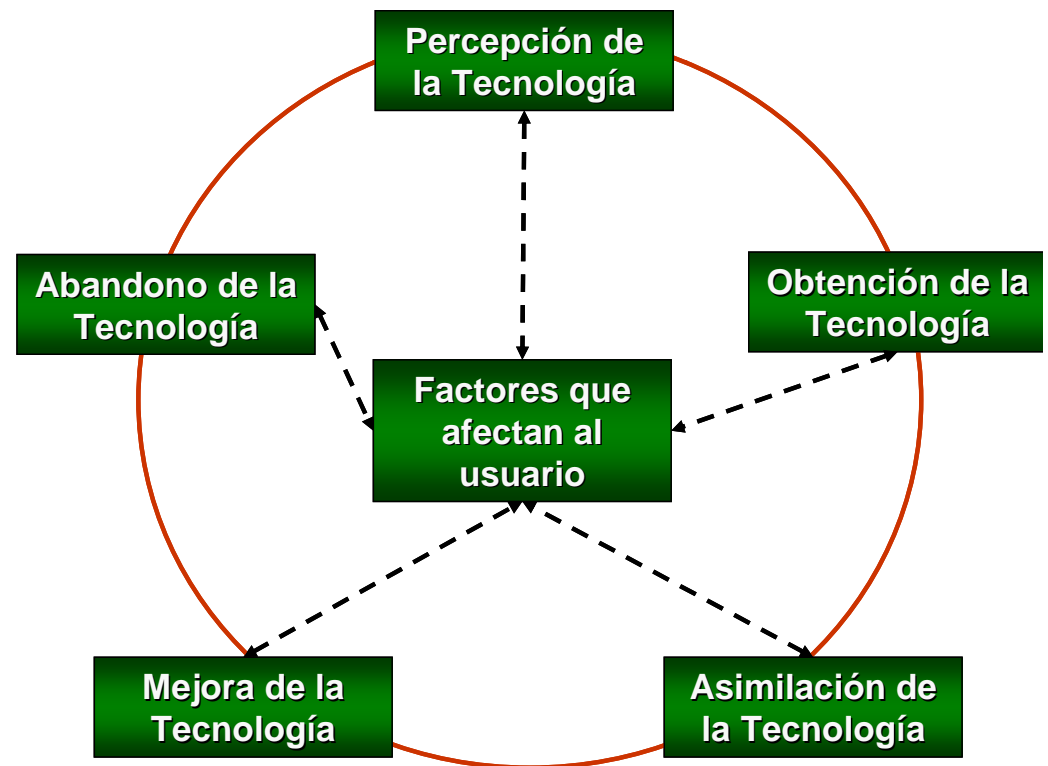 Percepción de
la Tecnología
Abandono de la
Tecnología
Obtención de la
Tecnología
Factores que
afectan al
usuario
Mejora de la
Tecnología
Asimilación de
la Tecnología